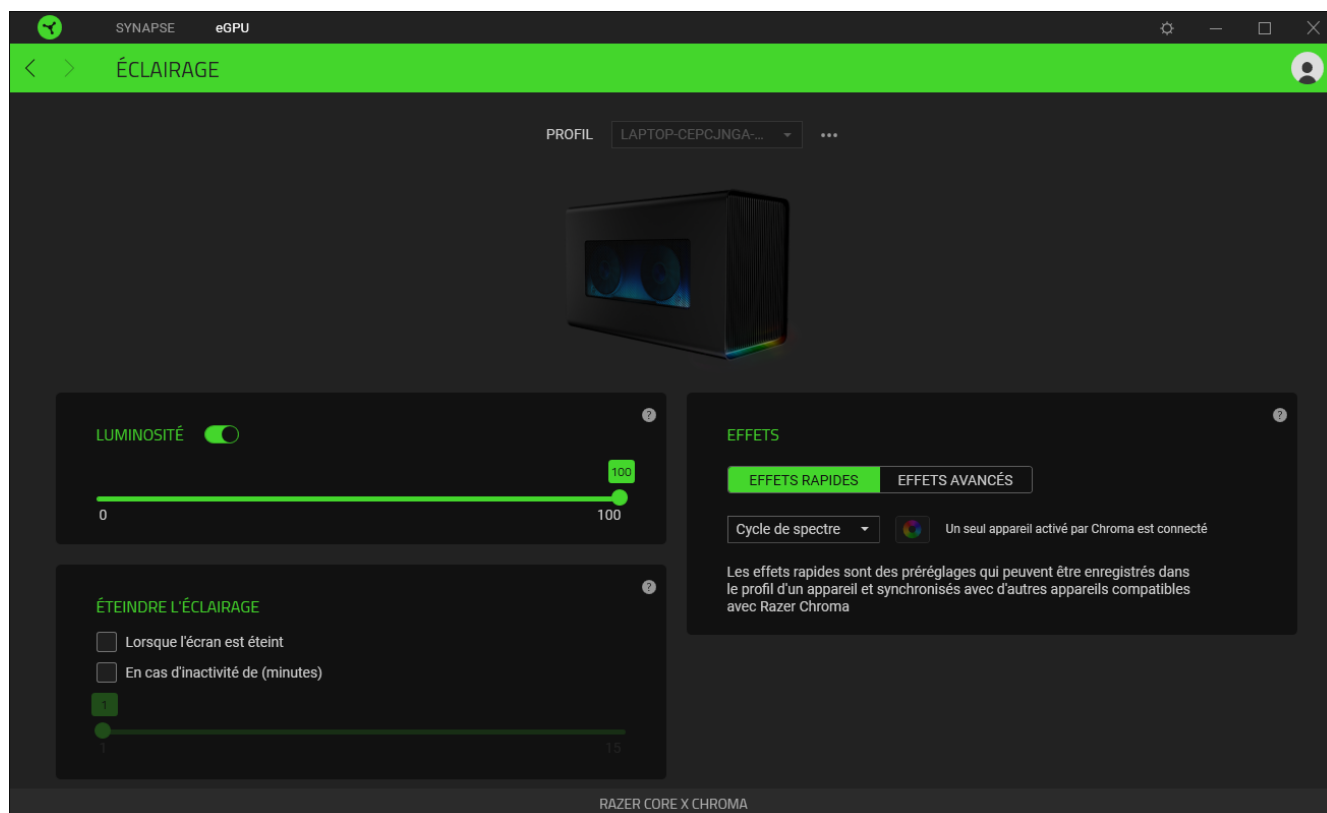 SYNAPSE eGPU
ÉCLAIRAGE
PROFIL LAPTOP-CEPCJNGA-...
LUMINOSITÉ
100
0 100
ÉTEINDRE L'ÉCLAIRAGE
Lorsque l'écran est éteint
En cas d'inactivité de (minutes)
1
1 15
EFFETS
EFFETS RAPIDES EFFETS AVANCÉS
Cycle de spectre Un seul appareil activé par Chroma est connecté
Les effets rapides sont des préréglages qui peuvent être enregistrés dans
le profil d'un appareil et synchronisés avec d'autres appareils compatibles
avec Razer Chroma
RAZER CORE X CHROMA